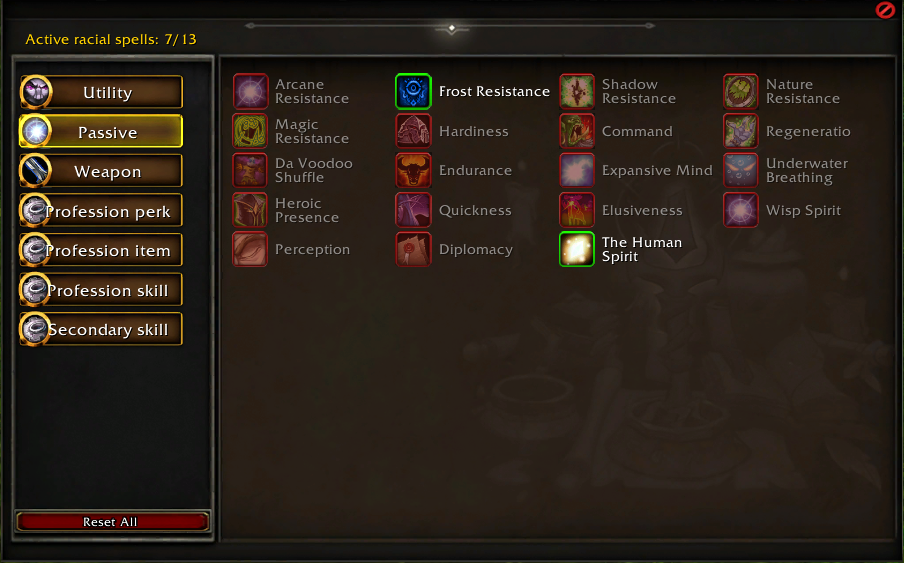 Active racial spells: 7/13
Utility
Passive
Weapon
Profession perk
Profession item
Profession skill
Secondary skill
Reset All
Arcane
Resistance
Frost Resistance
Shadow
Resistance
Nature
Resistance
Magic
Resistance
Hardiness
Command
Regeneratio
Da Voodoo
Shuffle
Endurance
Expansive Mind
Underwater
Breathing
Heroic
Presence
Quickness
Elusiveness
Wisp Spirit
Perception
Diplomacy
The Human
Spirit